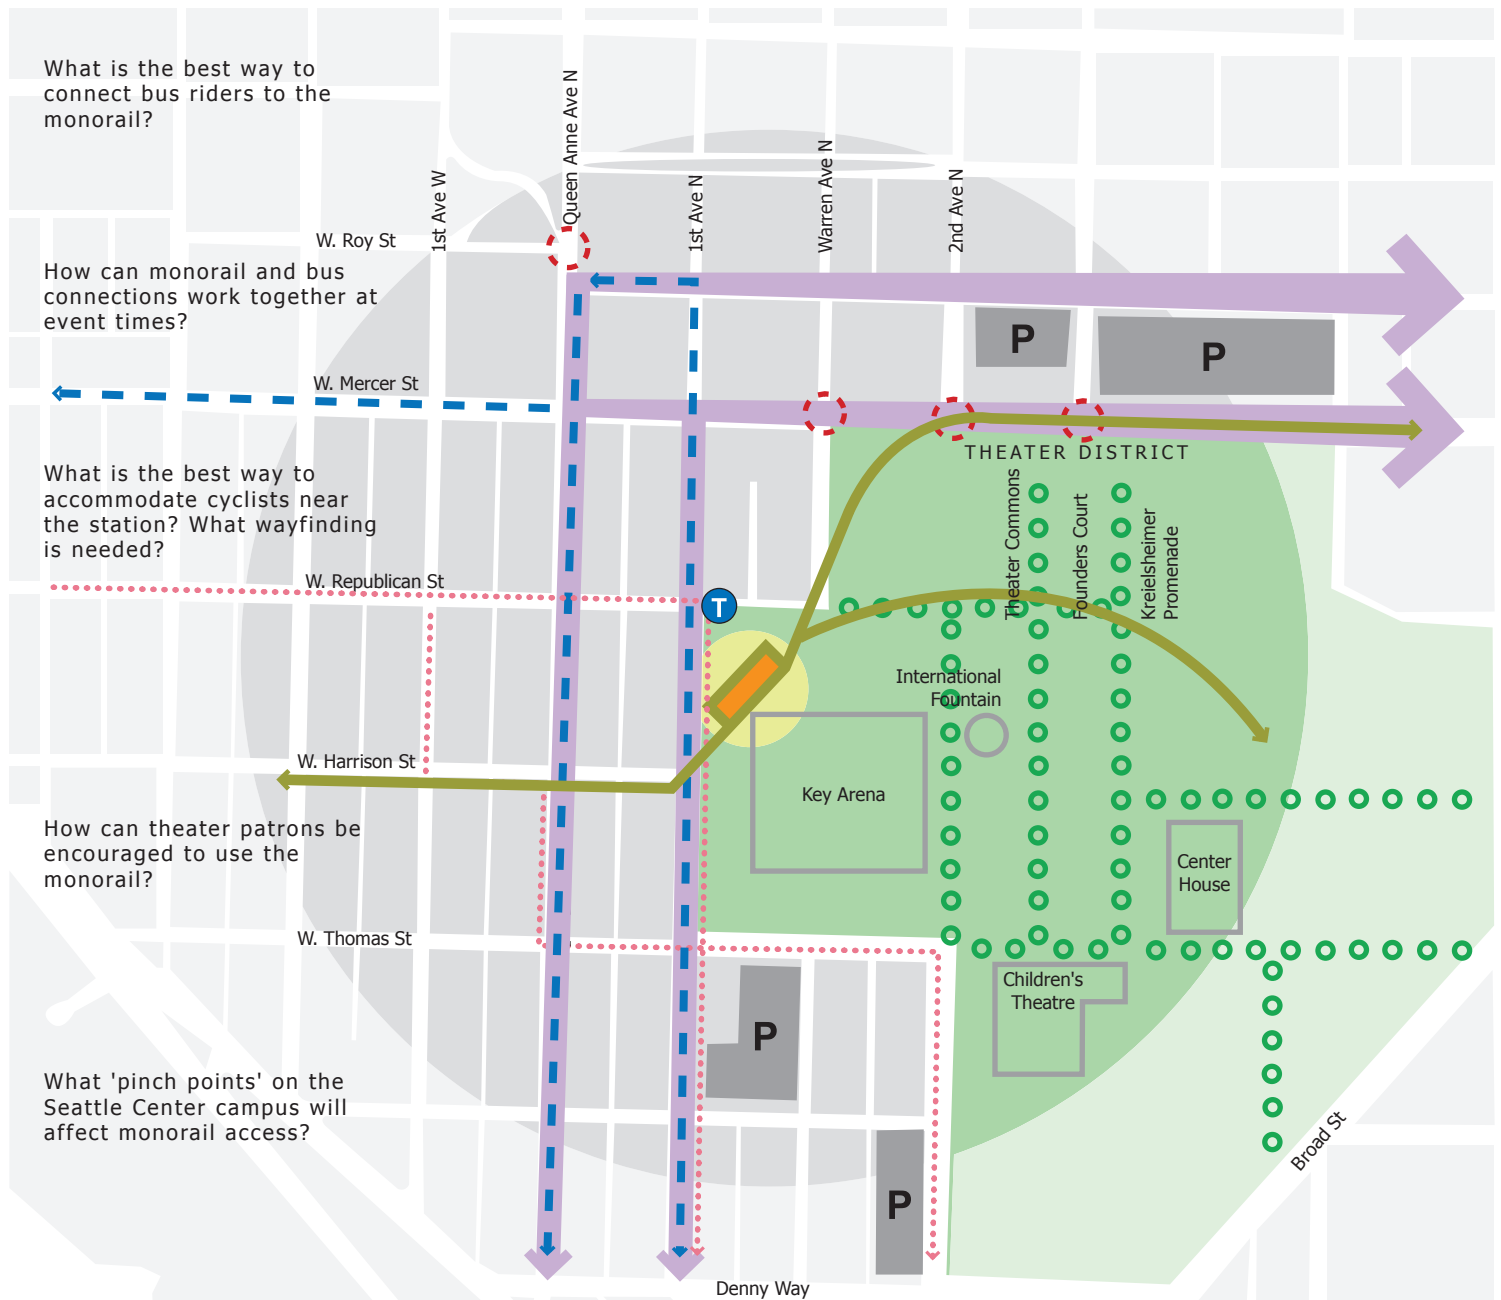 What is the best way to
connect bus riders to the
monorail?
Queen Anne Ave N
1st Ave W
1st Ave N
Warren Ave N
2nd Ave N
W. Roy St
How can monorail and bus
connections work together at
event times?
P
P
W. Mercer St
THEATER DISTRICT
What is the best way to
accommodate cyclists near
the station? What wayfinding
is needed?
Theater Commons
Founders Court
Kreielsheimer
Promenade
W. Republican St
T
International
Fountain
W. Harrison St
Key Arena
How can theater patrons be
encouraged to use the
monorail?
Center
House
W. Thomas St
Children's
Theatre
P
What 'pinch points' on the
Seattle Center campus will
affect monorail access?
Broad St
P
Denny Way